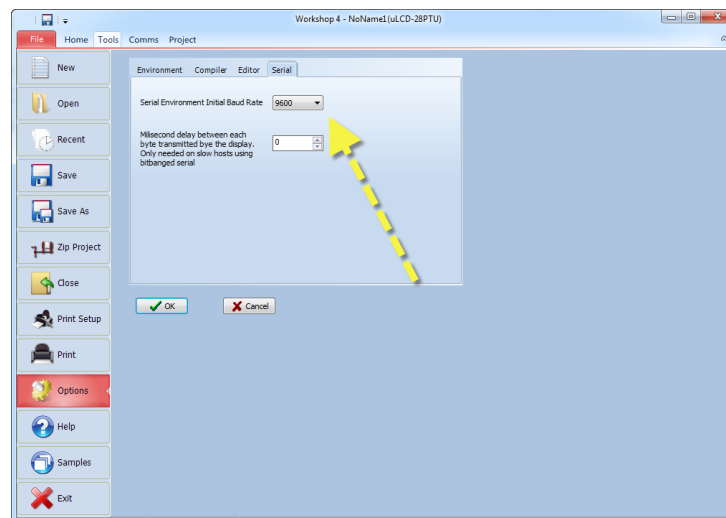 Workshop 4 - NoName1(uLCD-28PTU)
File Home Tools Comms Project
New
Open
Recent
Save
Save As
Zip Project
Close
Print Setup
Print
Options
Help
Samples
Exit
Environment Compiler Editor Serial
Serial Environment Initial Baud Rate 9600
Milisecond delay between each
byte transmitted bye the display. 0
Only needed on slow hosts using
bitbanged serial
OK Cancel